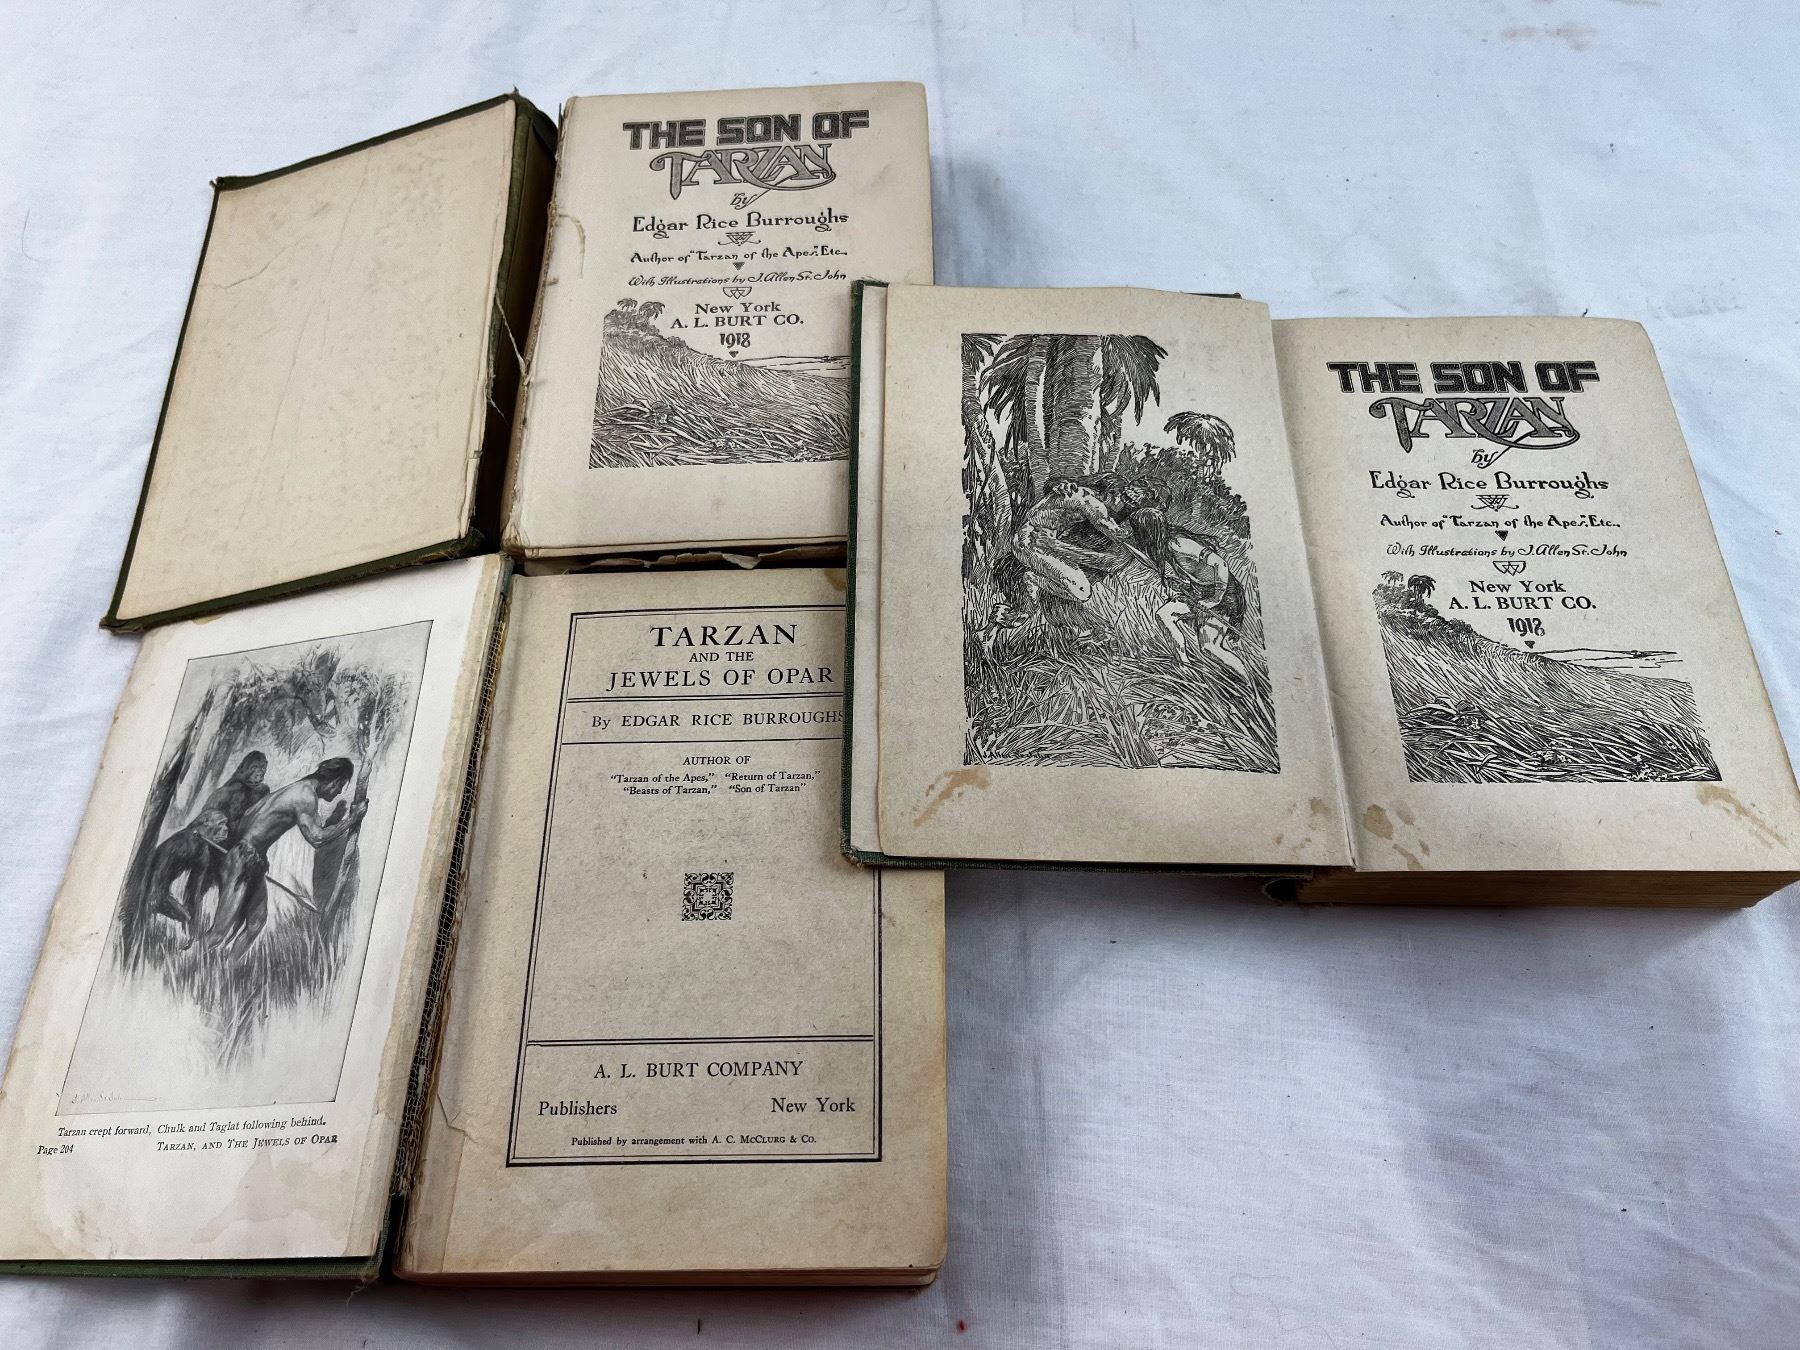 THE SON OF
TARZAN
by
Edgar Rice Burroughs
Author of "Tarzan of the Apes," Etc.
With Illustrations by J. Allen St. John
New York
A. L. BURT CO.
1918
THE SON OF
TARZAN
by
Edgar Rice Burroughs
Author of "Tarzan of the Apes," Etc.
With Illustrations by J. Allen St. John
New York
A. L. BURT CO.
1918
J. Allen St. John
Tarzan crept forward, Chulk and Taglat following behind.
Page 204 TARZAN, AND THE JEWELS OF OPAR
TARZAN
AND THE
JEWELS OF OPAR
By EDGAR RICE BURROUGHS
AUTHOR OF
"Tarzan of the Apes," "Return of Tarzan,"
"Beasts of Tarzan," "Son of Tarzan"
A. L. BURT COMPANY
Publishers New York
Published by arrangement with A. C. MCCLURG & CO.